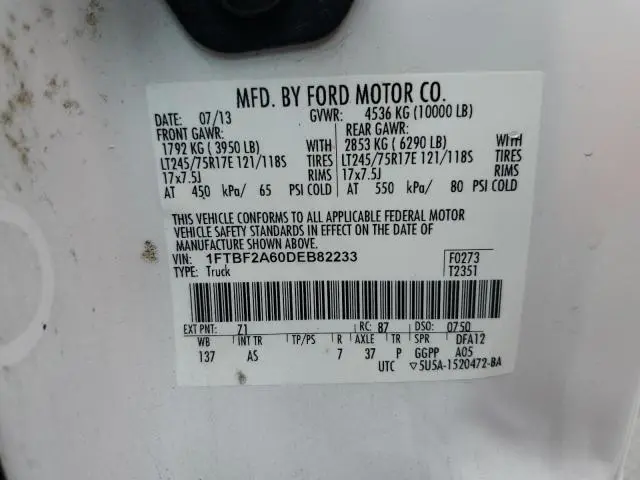 MFD. BY FORD MOTOR CO.
DATE: 07/13 GVWR: 4536 KG (10000 LB)
FRONT GAWR: REAR GAWR:
1792 KG ( 3950 LB) WITH 2853 KG ( 6290 LB) WITH
LT245/75R17E 121/118S TIRES LT245/75R17E 121/118S TIRES
17x7.5J RIMS 17x7.5J RIMS
AT 450 kPa/ 65 PSI COLD AT 550 kPa/ 80 PSI COLD
THIS VEHICLE CONFORMS TO ALL APPLICABLE FEDERAL MOTOR
VEHICLE SAFETY STANDARDS IN EFFECT ON THE DATE OF
MANUFACTURE SHOWN ABOVE.
VIN: 1FTBF2A60DEB82233 F0273
TYPE: Truck T2351
EXT PNT: Z1 RC: 87 DSO: 0750
WB INT TR TP/PS R AXLE TR SPR DFA12
137 AS 7 37 P GGPP A05
UTC ▽5U5A-1520472-BA